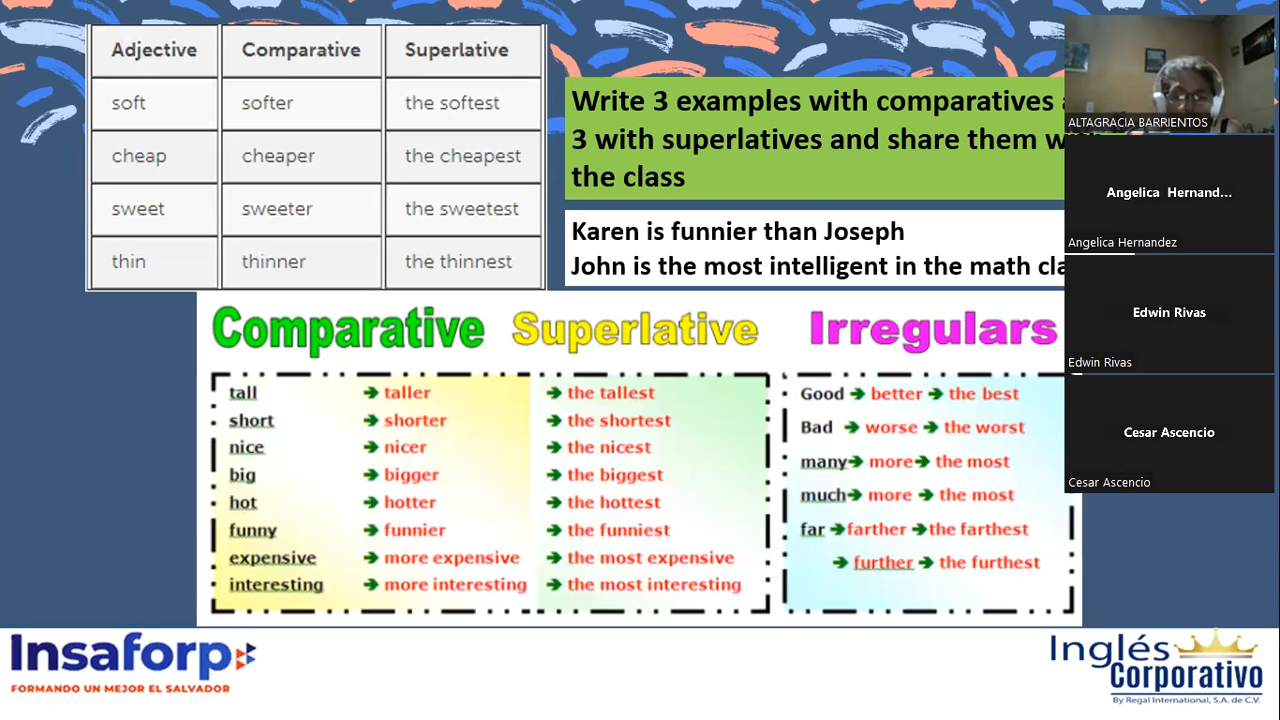 Adjective Comparative Superlative
soft softer the softest
cheap cheaper the cheapest
sweet sweeter the sweetest
thin thinner the thinnest
Write 3 examples with comparatives
3 with superlatives and share them
the class
Karen is funnier than Joseph
John is the most intelligent in the math
Comparative Superlative Irregulars
tall taller the tallest
short shorter the shortest
nice nicer the nicest
big bigger the biggest
hot hotter the hottest
funny funnier the funniest
expensive more expensive the most expensive
interesting more interesting the most interesting
Good better the best
Bad worse the worst
many more the most
much more the most
far farther the farthest
further the furthest
ALTAGRACIA BARRIENTOS
Angelica Hernand...
Angelica Hernandez
Edwin Rivas
Edwin Rivas
Cesar Ascencio
Cesar Ascencio
Insaforp
FORMANDO UN MEJOR EL SALVADOR
Inglés
Corporativo
By Regal International, S.A. de C.V.